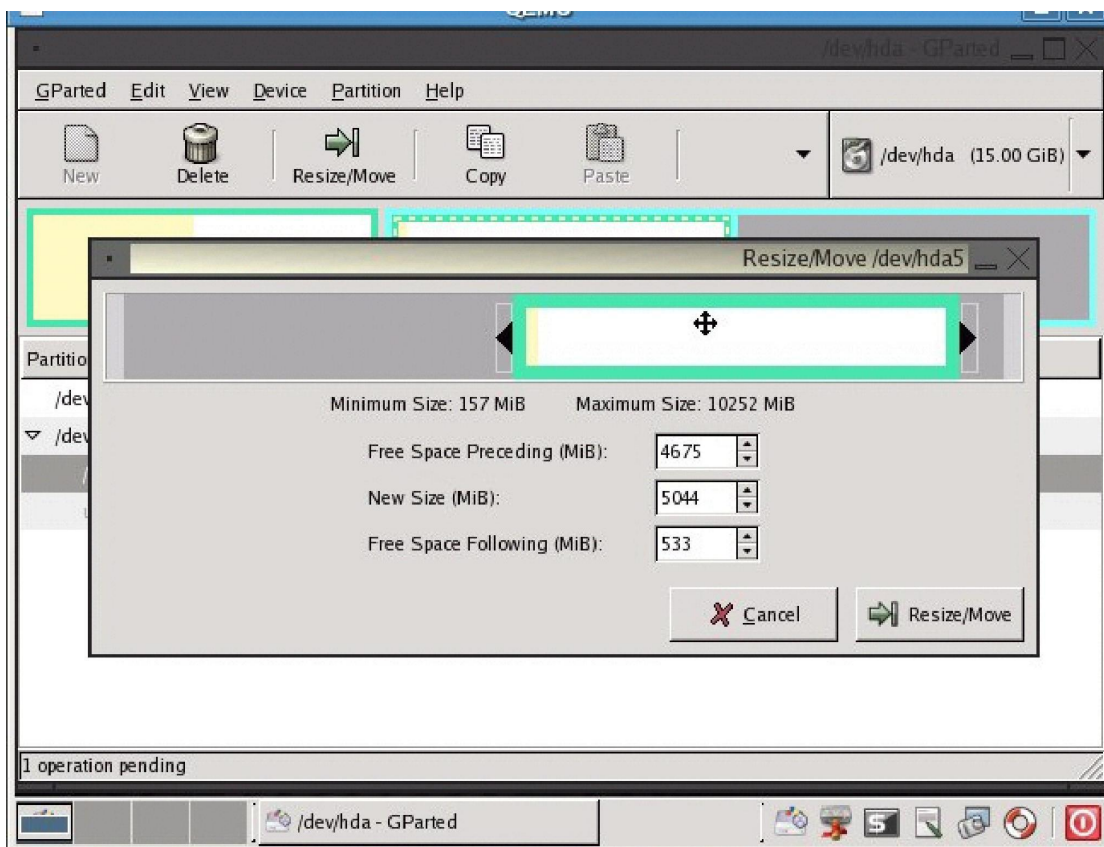 QEMU
/dev/hda - GParted
GParted Edit View Device Partition Help
New Delete Resize/Move Copy Paste /dev/hda (15.00 GiB)
Resize/Move /dev/hda5
Partitio
/dev
/dev
Minimum Size: 157 MiB Maximum Size: 10252 MiB
Free Space Preceding (MiB): 4675
New Size (MiB): 5044
Free Space Following (MiB): 533
Cancel Resize/Move
1 operation pending
/dev/hda - GParted